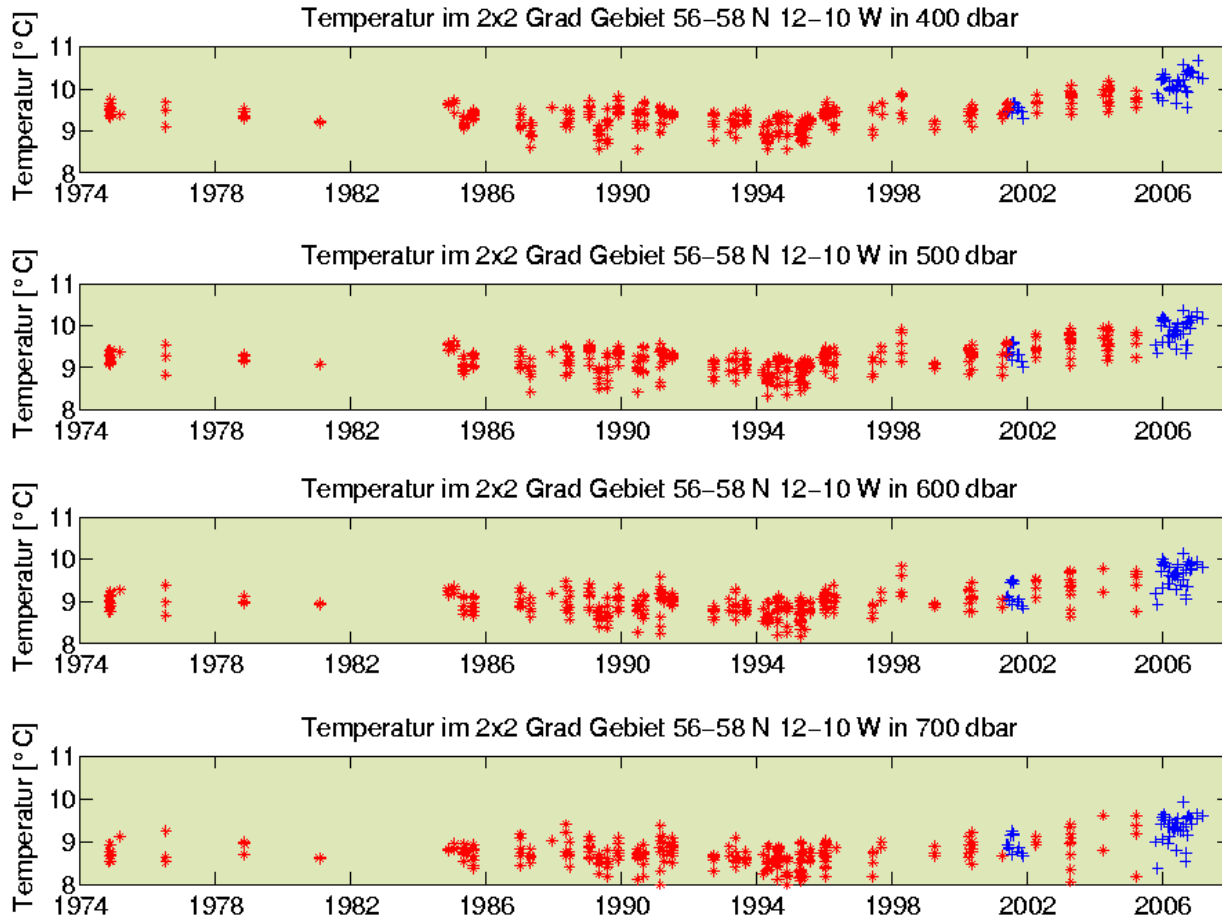 Temperatur im 2x2 Grad Gebiet 56−58 N 12−10 W in 400 dbar
Temperatur [°C]
11
10
9
8
1974 1978 1982 1986 1990 1994 1998 2002 2006
Temperatur im 2x2 Grad Gebiet 56−58 N 12−10 W in 500 dbar
Temperatur [°C]
11
10
9
8
1974 1978 1982 1986 1990 1994 1998 2002 2006
Temperatur im 2x2 Grad Gebiet 56−58 N 12−10 W in 600 dbar
Temperatur [°C]
11
10
9
8
1974 1978 1982 1986 1990 1994 1998 2002 2006
Temperatur im 2x2 Grad Gebiet 56−58 N 12−10 W in 700 dbar
Temperatur [°C]
11
10
9
8
1974 1978 1982 1986 1990 1994 1998 2002 2006